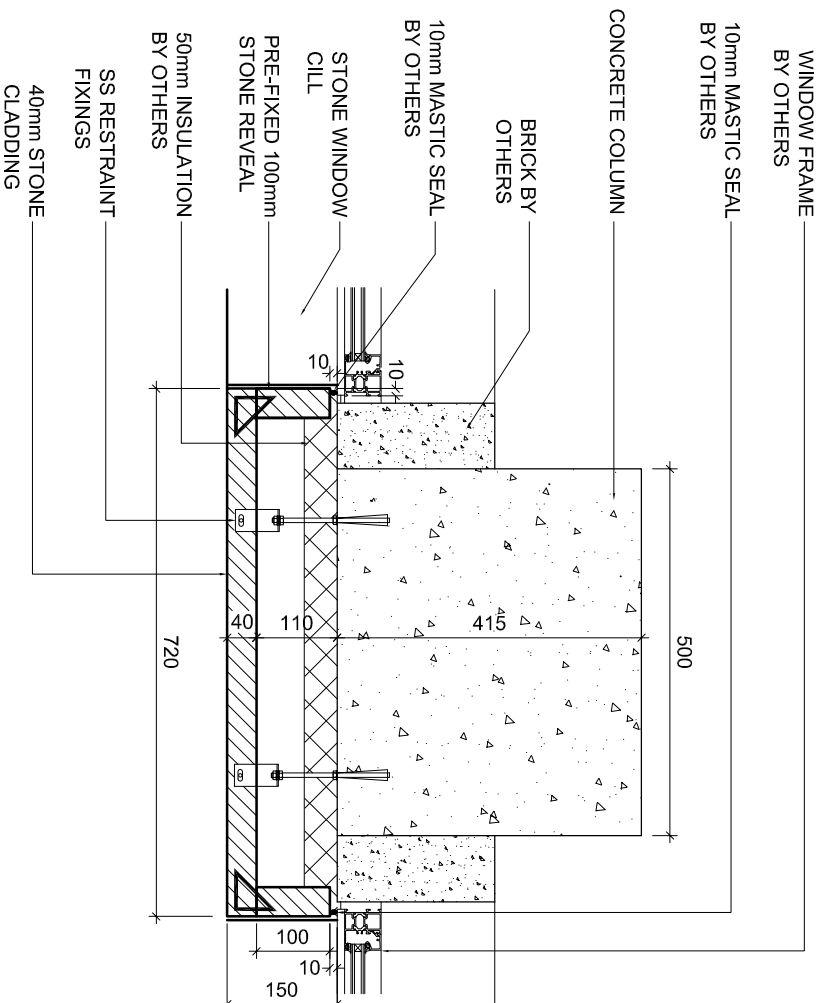 WINDOW FRAME
BY OTHERS
10mm MASTIC SEAL
BY OTHERS
CONCRETE COLUMN
BRICK BY
OTHERS
10mm MASTIC SEAL
BY OTHERS
STONE WINDOW
CILL
PRE-FIXED 100mm
STONE REVEAL
50mm INSULATION
BY OTHERS
SS RESTRAINT
FIXINGS
40mm STONE
CLADDING
10
10
40
110
415
500
720
100
10
150